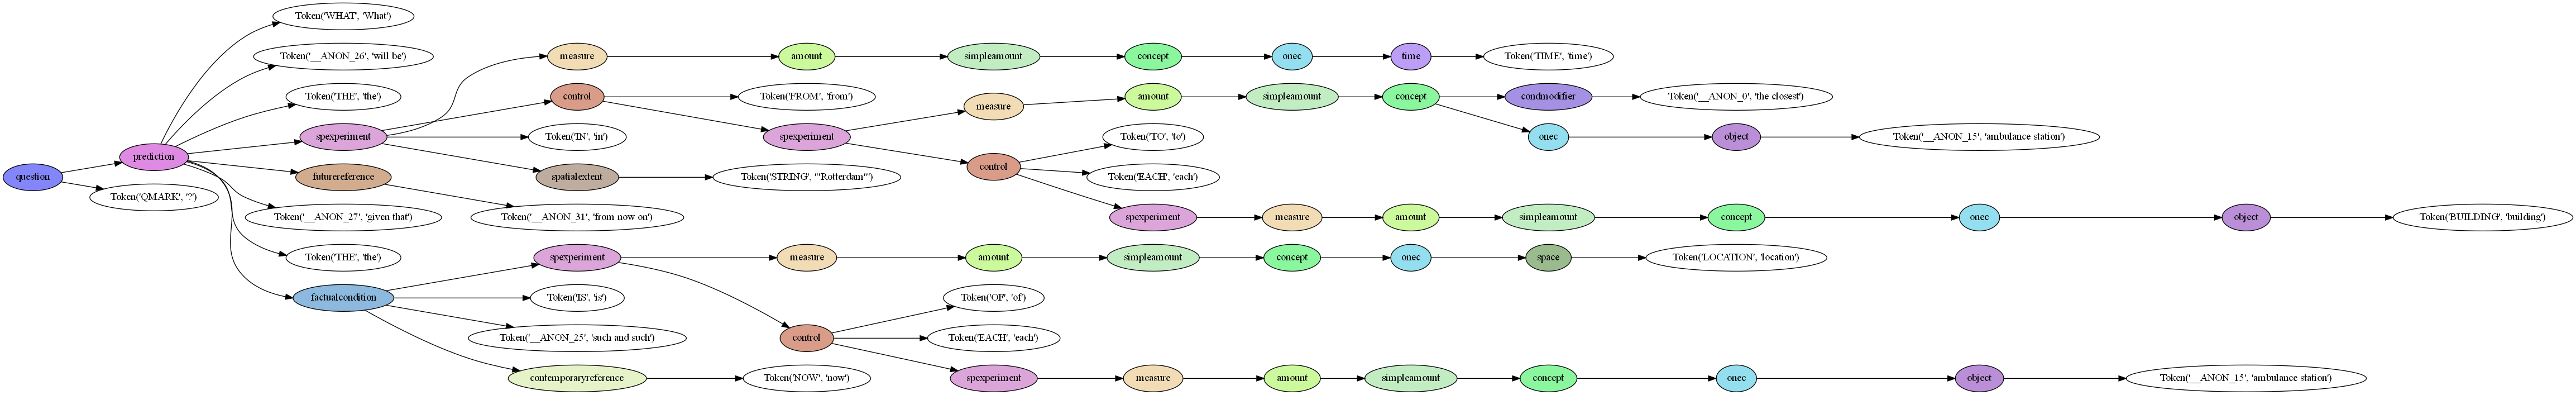 question
prediction
Token('QMARK', '?')
Token('WHAT', 'What')
Token('__ANON_26', 'will be')
Token('THE', 'the')
spexperiment
futurereference
Token('__ANON_27', 'given that')
Token('THE', 'the')
factualcondition
measure
amount
simpleamount
concept
onec
time
Token('TIME', 'time')
control
Token('FROM', 'from')
spexperiment
measure
amount
simpleamount
concept
condmodifier
Token('__ANON_0', 'the closest')
onec
object
Token('__ANON_15', 'ambulance station')
control
Token('TO', 'to')
Token('EACH', 'each')
spexperiment
measure
amount
simpleamount
concept
onec
object
Token('BUILDING', 'building')
Token('IN', 'in')
spatialextent
Token('STRING', "'Rotterdam'")
Token('__ANON_31', 'from now on')
spexperiment
measure
amount
simpleamount
concept
onec
space
Token('LOCATION', 'location')
control
Token('OF', 'of')
Token('EACH', 'each')
spexperiment
measure
amount
simpleamount
concept
onec
object
Token('__ANON_15', 'ambulance station')
Token('IS', 'is')
Token('__ANON_25', 'such and such')
contemporaryreference
Token('NOW', 'now')